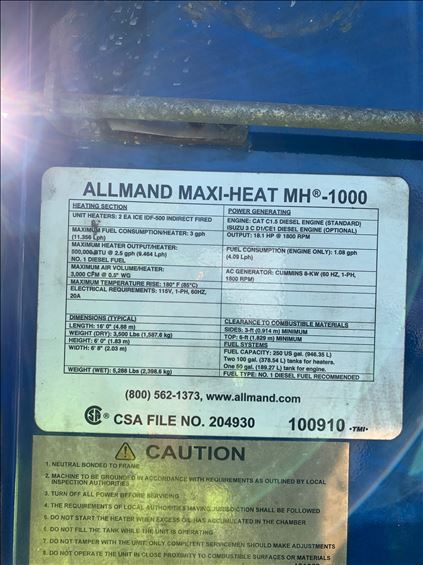 ALLMAND MAXI-HEAT MH®-1000
HEATING SECTION
UNIT HEATERS: 2 EA ICE IDF-500 INDIRECT FIRED
MAXIMUM FUEL CONSUMPTION/HEATER: 3 gph
(11.356 Lph)
MAXIMUM HEATER OUTPUT/HEATER:
500,000 BTU @ 2.5 gph (9.464 Lph)
NO. 1 DIESEL FUEL
MAXIMUM AIR VOLUME/HEATER:
3,000 CFM @ 0.5" WG
MAXIMUM TEMPERATURE RISE: 180° F (85°C)
ELECTRICAL REQUIREMENTS: 115V, 1-PH, 60HZ,
20A
POWER GENERATING
ENGINE: CAT C1.5 DIESEL ENGINE (STANDARD)
ISUZU 3 C D1/CE1 DIESEL ENGINE (OPTIONAL)
OUTPUT: 18.1 HP @ 1800 RPM
FUEL CONSUMPTION (ENGINE ONLY): 1.08 gph
(4.09 Lph)
AC GENERATOR: CUMMINS 8-KW (60 HZ, 1-PH,
1800 RPM)
DIMENSIONS (TYPICAL)
LENGTH: 16' 0" (4.88 m)
WEIGHT (DRY): 3,500 LBS (1,587.6 kg)
HEIGHT: 6' 0" (1.83 m)
WIDTH: 6' 8" (2.03 m)
WEIGHT (WET): 5,288 LBS (2,398.6 kg)
CLEARANCE TO COMBUSTIBLE MATERIALS
SIDES: 3-ft (0.914 m) MINIMUM
TOP: 6-ft (1.829 m) MINIMUM
FUEL SYSTEMS
FUEL CAPACITY: 250 US gal. (946.35L)
Two 100 gal. (378.54 L) tanks for heaters.
One 50 gal. (189.27 L) tank for engine.
FUEL TYPE: NO. 1 DIESEL FUEL RECOMMENDED
(800) 562-1373, www.allmand.com
CSA FILE NO. 204930
100910 -TMI-
CAUTION
1. NEUTRAL BONDED TO FRAME
2. MACHINE TO BE GROUNDED IN ACCORDANCE WITH REQUIREMENTS AS OUTLINED BY LOCAL
INSPECTION AUTHORITIES
3. TURN OFF ALL POWER BEFORE SERVICING
4. THE REQUIREMENTS OF LOCAL AUTHORITIES HAVING JURISDICTION SHALL BE FOLLOWED
5. DO NOT START THE HEATER WHEN EXCESS OIL HAS ACCUMULATED IN THE CHAMBER
6. DO NOT FILL THE TANK WHILE THE UNIT IS OPERATING
7. DO NOT TAMPER WITH THE UNIT. ONLY COMPETENT SERVICEMEN SHOULD MAKE ADJUSTMENTS
8. DO NOT OPERATE THE UNIT IN CLOSE PROXIMITY TO COMBUSTIBLE SURFACES OR MATERIALS